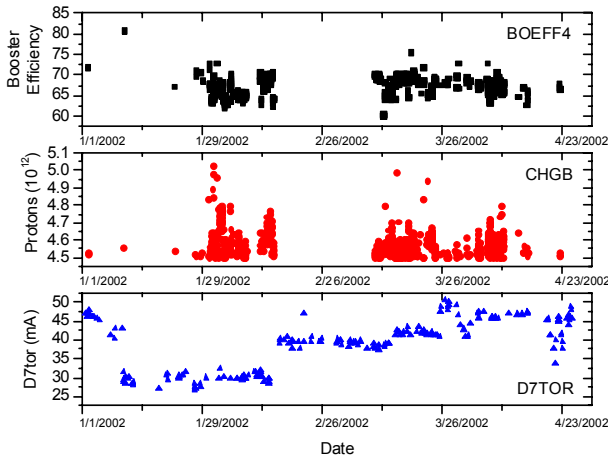 85
80
75
70
65
60
Booster
Efficiency
BOEFF4
1/1/2002 1/29/2002 2/26/2002 3/26/2002 4/23/2002
5.1
5.0
4.9
4.8
4.7
4.6
4.5
Protons (10¹²)
CHGB
1/1/2002 1/29/2002 2/26/2002 3/26/2002 4/23/2002
50
45
40
35
30
25
D7tor (mA)
D7TOR
1/1/2002 1/29/2002 2/26/2002 3/26/2002 4/23/2002
Date